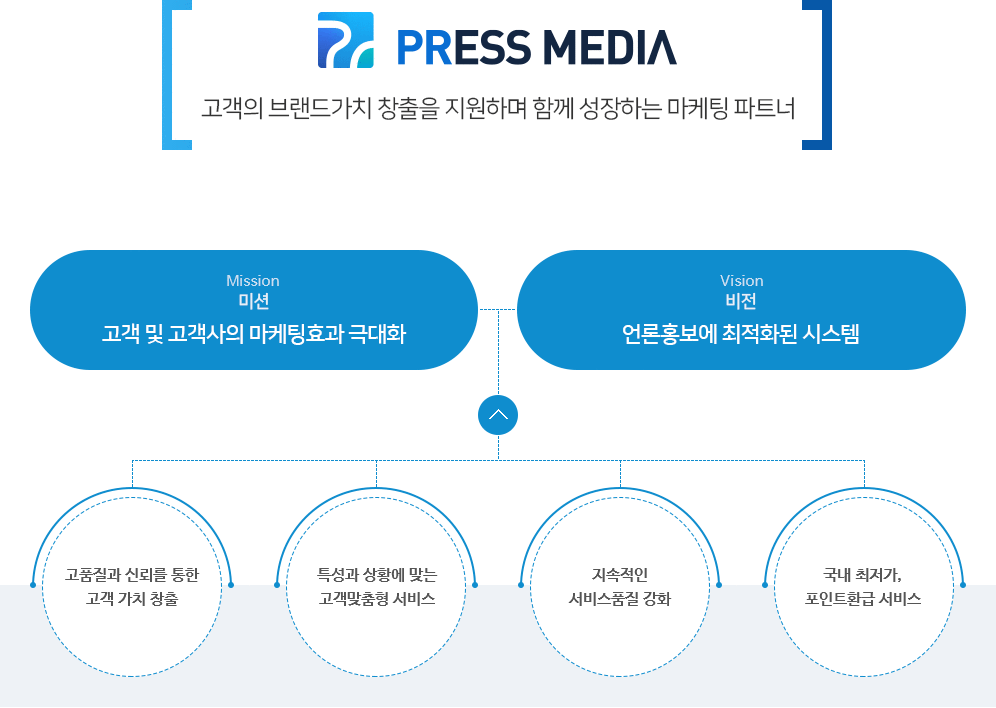 PRESS MEDIA
고객의 브랜드가치 창출을 지원하며 함께 성장하는 마케팅 파트너
Mission
미션
고객 및 고객사의 마케팅효과 극대화
Vision
비전
언론홍보에 최적화된 시스템
고품질과 신뢰를 통한
고객 가치 창출
특성과 상황에 맞는
고객맞춤형 서비스
지속적인
서비스품질 강화
국내 최저가,
포인트환급 서비스